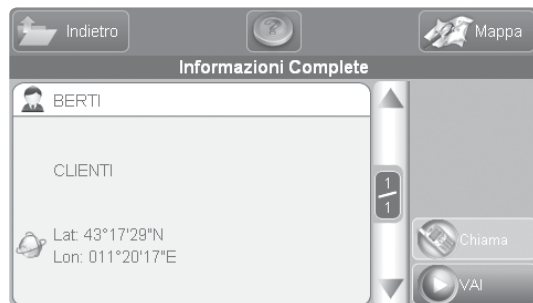 Indietro
?
Mappa
Informazioni Complete
BERTI
CLIENTI
1
1
Lat: 43°17'29"N
Lon: 011°20'17"E
Chiama
VAI